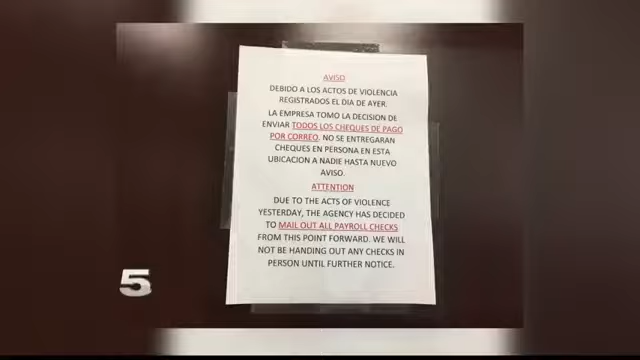 AVISO
DEBIDO A LOS ACTOS DE VIOLENCIA
REGISTRADOS EL DIA DE AYER.
LA EMPRESA TOMO LA DECISION DE
ENVIAR TODOS LOS CHEQUES DE PAGO
POR CORREO. NO SE ENTREGARAN
CHEQUES EN PERSONA EN ESTA
UBICACION A NADIE HASTA NUEVO
AVISO.
ATTENTION
DUE TO THE ACTS OF VIOLENCE
YESTERDAY, THE AGENCY HAS DECIDED
TO MAIL OUT ALL PAYROLL CHECKS
FROM THIS POINT FORWARD. WE WILL
NOT BE HANDING OUT ANY CHECKS IN
PERSON UNTIL FURTHER NOTICE.
5